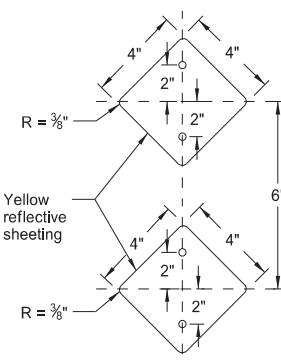 4"
4"
2"
2"
R = ⅜"
Yellow
reflective
sheeting
6"
4"
4"
2"
2"
R = ⅜"